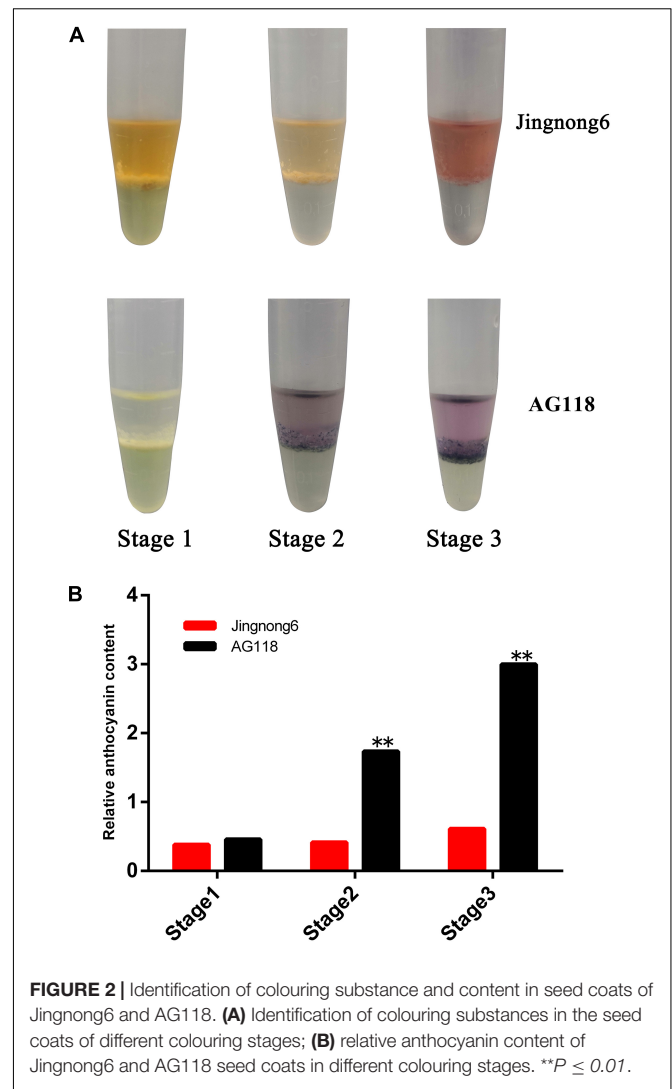 A
Jingnong6
AG118
Stage 1 Stage 2 Stage 3
B
4
3
2
1
0
Relative anthocyanin content
Jingnong6
AG118
**
**
Stage1 Stage2 Stage3
FIGURE 2 | Identification of colouring substance and content in seed coats of
Jingnong6 and AG118. (A) Identification of colouring substances in the seed
coats of different colouring stages; (B) relative anthocyanin content of
Jingnong6 and AG118 seed coats in different colouring stages. **P ≤ 0.01.